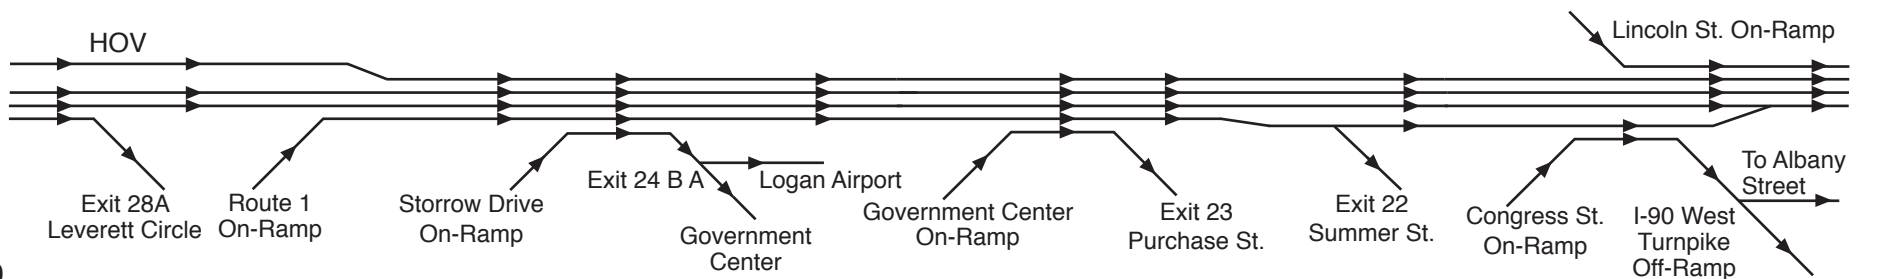 HOV
Lincoln St. On-Ramp
Exit 28A
Leverett Circle
Route 1
On-Ramp
Storrow Drive
On-Ramp
Exit 24 B A
Logan Airport
Government
Center
Government Center
On-Ramp
Exit 23
Purchase St.
Exit 22
Summer St.
Congress St.
On-Ramp
I-90 West
Turnpike
Off-Ramp
To Albany
Street